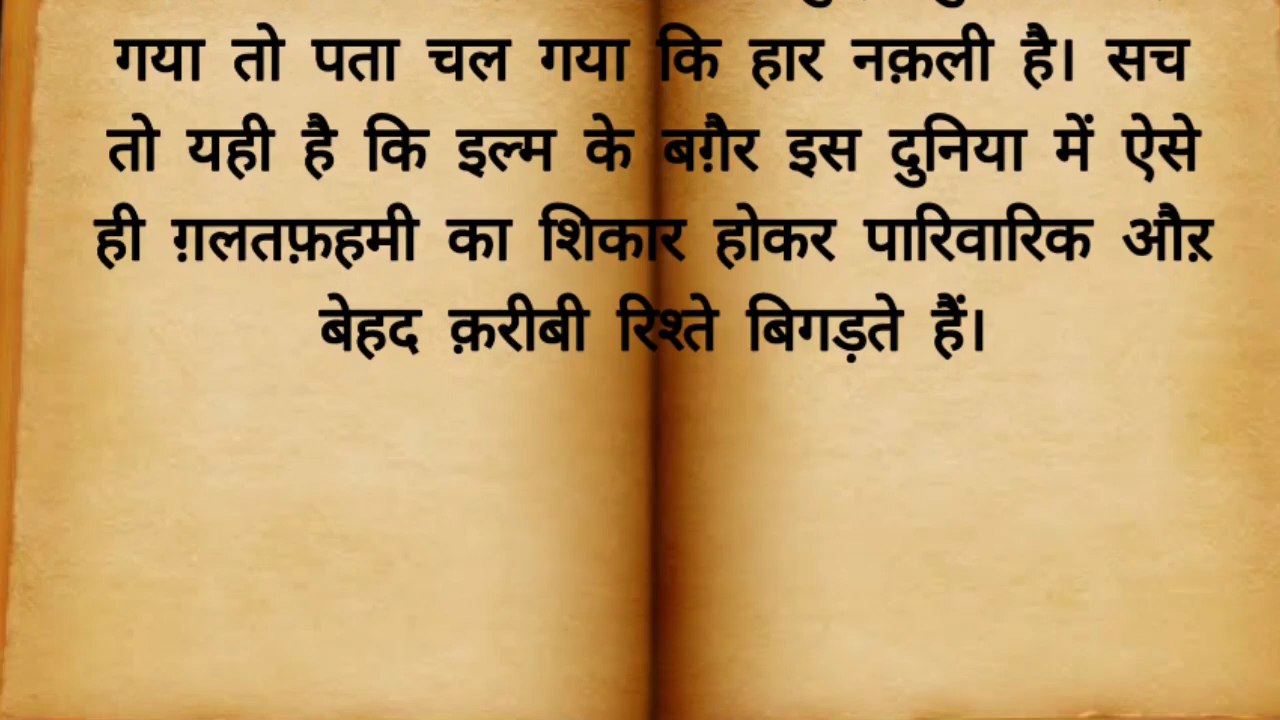 गया तो पता चल गया कि हार नक़ली है। सच
तो यही है कि इल्म के बग़ैर इस दुनिया में ऐसे
ही ग़लतफ़हमी का शिकार होकर पारिवारिक औऱ
बेहद क़रीबी रिश्ते बिगड़ते हैं।